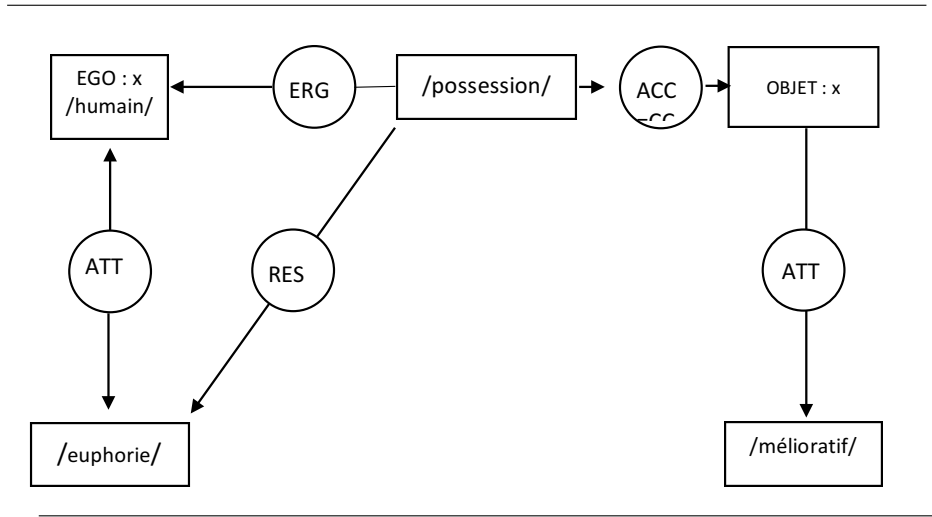 EGO : x
/humain/
ERG
/possession/
ACC
OBJET : x
ATT
RES
ATT
/euphorie/
/mélioratif/